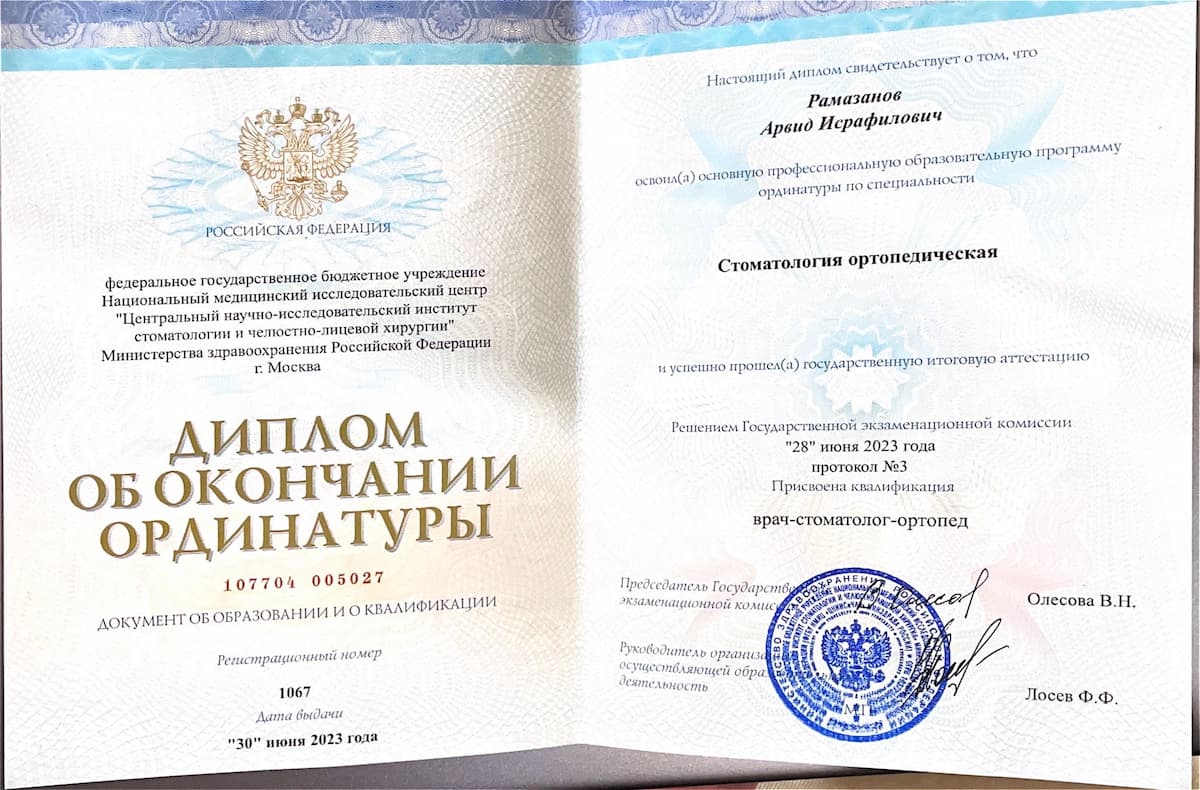 РОССИЙСКАЯ ФЕДЕРАЦИЯ
федеральное государственное бюджетное учреждение
Национальный медицинский исследовательский центр
"Центральный научно-исследовательский институт
стоматологии и челюстно-лицевой хирургии"
Министерства здравоохранения Российской Федерации
г. Москва
ДИПЛОМ
ОБ ОКОНЧАНИИ
ОРДИНАТУРЫ
107704 005027
ДОКУМЕНТ ОБ ОБРАЗОВАНИИ И О КВАЛИФИКАЦИИ
Регистрационный номер
1067
Дата выдачи
"30" июня 2023 года
Настоящий диплом свидетельствует о том, что
Рамазанов
Арвид Исрафилович
освоил(а) основную профессиональную образовательную программу
ординатуры по специальности
Стоматология ортопедическая
и успешно прошел(а) государственную итоговую аттестацию
Решением Государственной экзаменационной комиссии
"28" июня 2023 года
протокол №3
Присвоена квалификация
врач-стоматолог-ортопед
Председатель Государстве
экзаменационной комисс
Олесова В.Н.
Руководитель организа
осуществляющей обра
деятельность
М.П.
Лосев Ф.Ф.